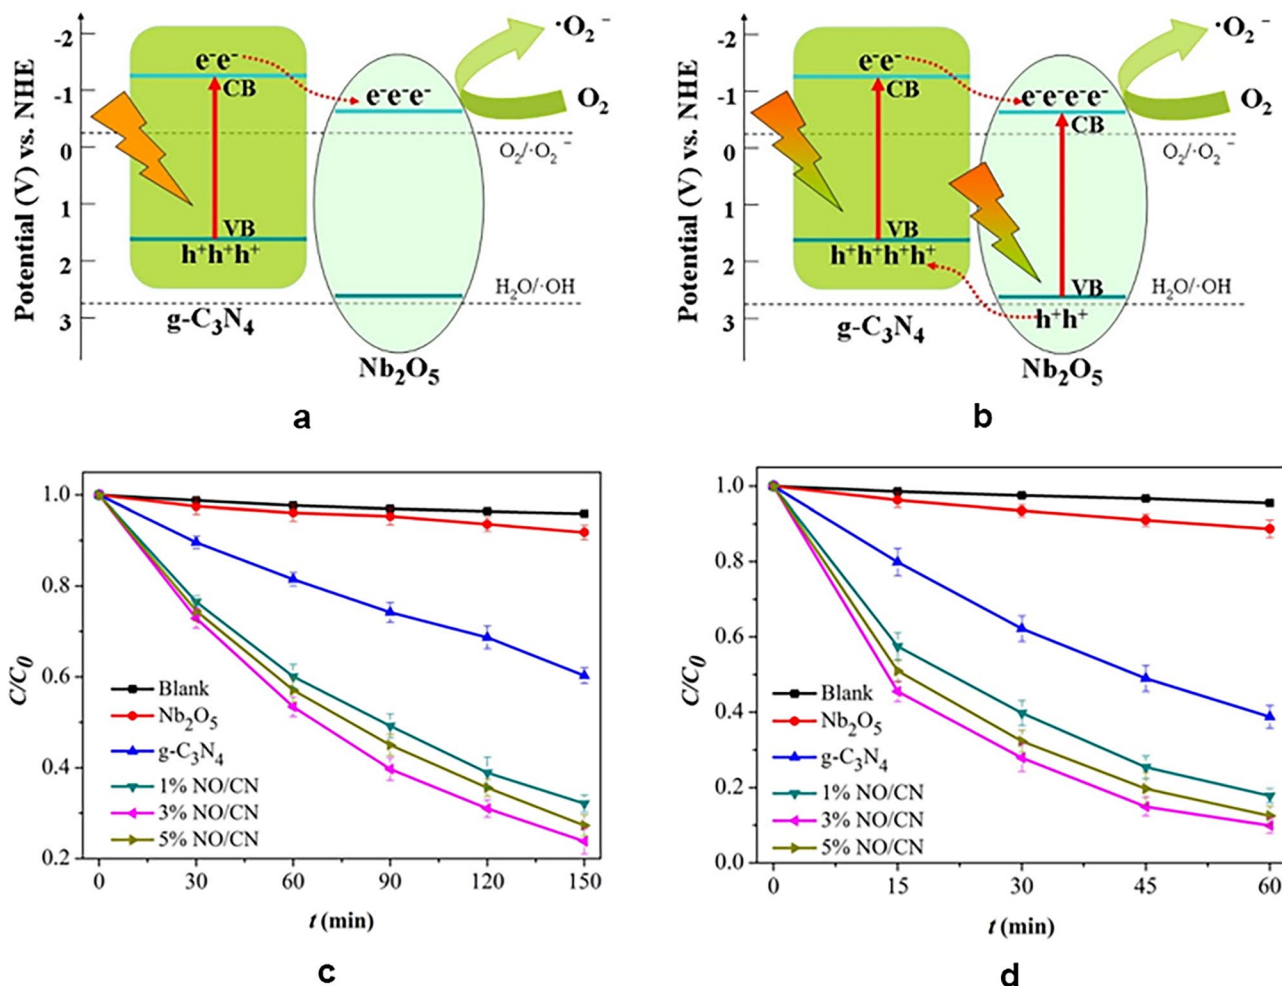 Potential (V) vs. NHE
-2
-1
0
1
2
3
e⁻e⁻
CB
VB
h⁺h⁺h⁺
g-C₃N₄
e⁻e⁻e⁻
·O₂⁻
O₂
O₂/·O₂⁻
H₂O/·OH
Nb₂O₅
a
Potential (V) vs. NHE
-2
-1
0
1
2
3
e⁻e⁻
CB
VB
h⁺h⁺h⁺h⁺
g-C₃N₄
e⁻e⁻e⁻e⁻
CB
VB
h⁺h⁺
·O₂⁻
O₂
O₂/·O₂⁻
H₂O/·OH
Nb₂O₅
b
C/C₀
1.0
0.8
0.6
0.4
0.2
Blank
Nb₂O₅
g-C₃N₄
1% NO/CN
3% NO/CN
5% NO/CN
0 30 60 90 120 150
t (min)
c
C/C₀
1.0
0.8
0.6
0.4
0.2
0.0
Blank
Nb₂O₅
g-C₃N₄
1% NO/CN
3% NO/CN
5% NO/CN
0 15 30 45 60
t (min)
d